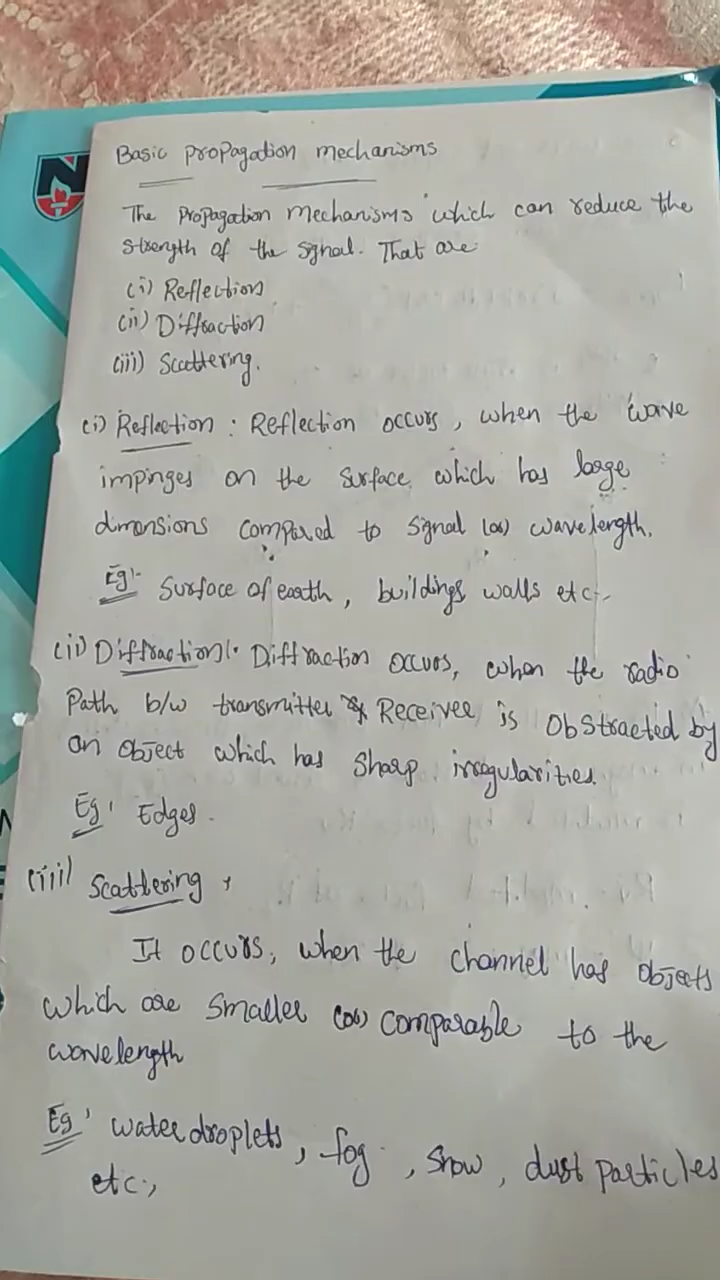 Basic propagation mechanisms
The Propagation Mechanisms which can reduce the
strength of the signal. That are
(i) Reflection
(ii) Diffraction
(iii) Scattering.
(i) Reflection : Reflection occurs, when the wave
impinges on the surface which has large
dimensions compared to signal (or) wavelength.
Eg:- Surface of earth, buildings walls etc.,
(ii) Diffraction :- Diffraction occurs, when the radio
Path b/w transmitter & Receiver is Obstracted by
an object which has sharp irregularities.
Eg: Edges.
(iii) Scattering :
It occurs, when the channel has objects
which are smaller (or) comparable to the
wavelength
Eg: water droplets, fog, snow, dust particles
etc.,
N